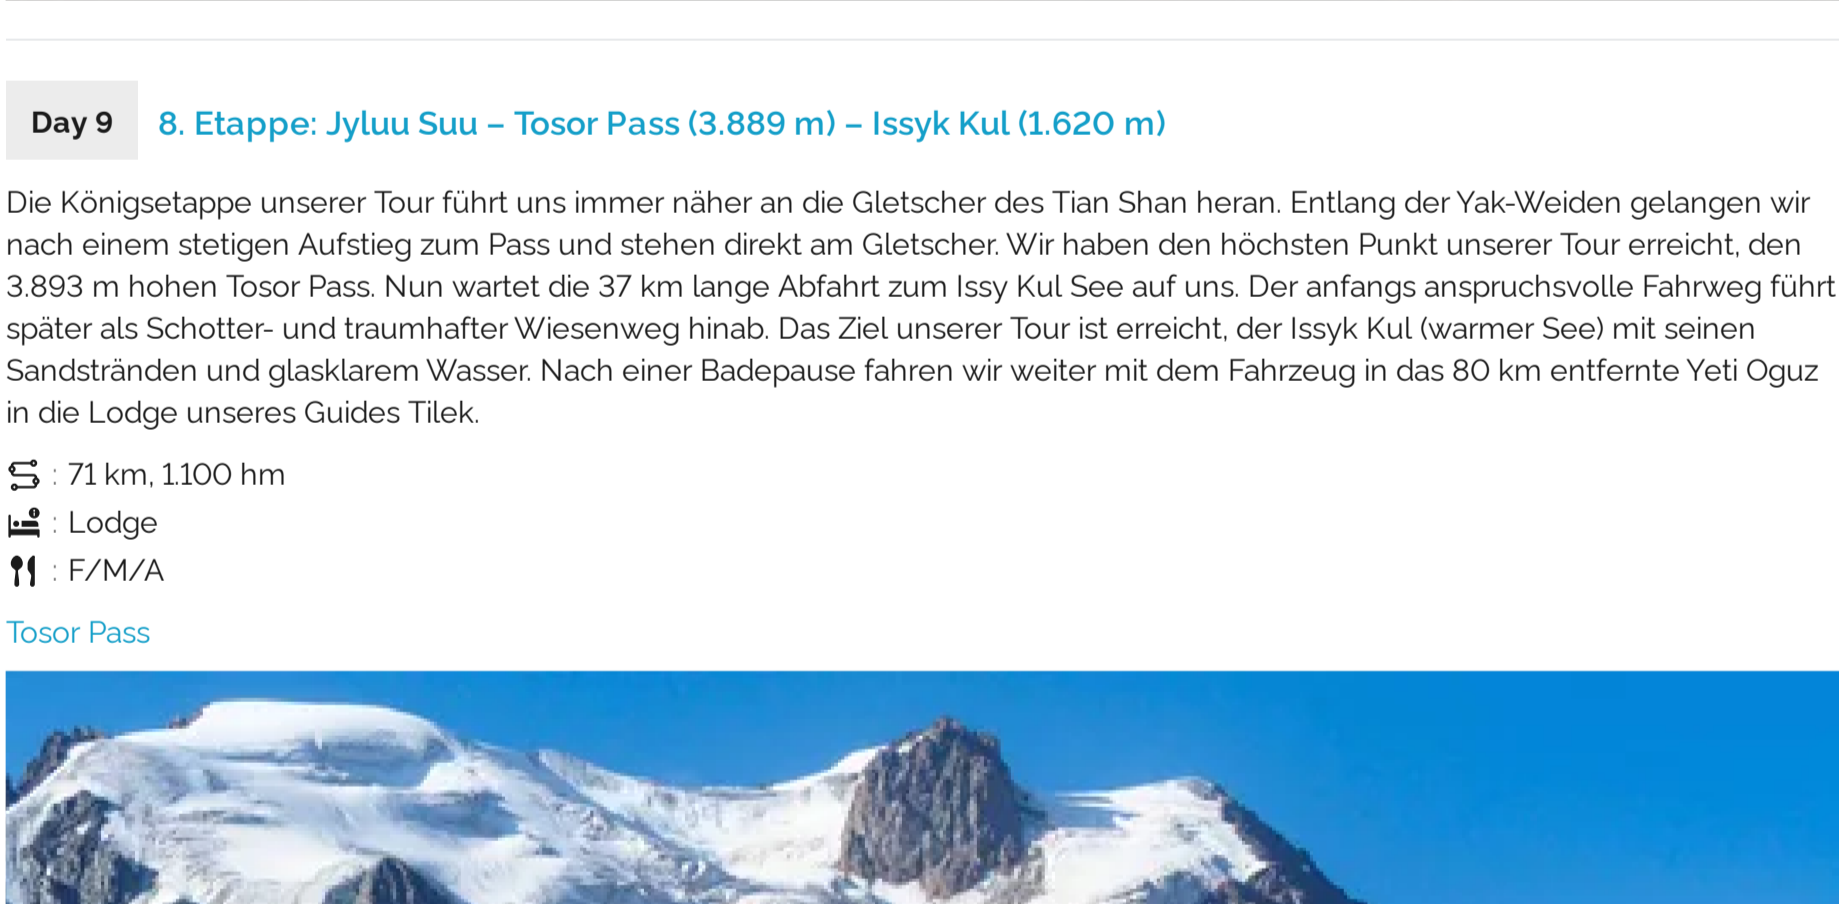 Day 9
8. Etappe: Jyluu Suu – Tosor Pass (3.889 m) – Issyk Kul (1.620 m)
Die Königsetappe unserer Tour führt uns immer näher an die Gletscher des Tian Shan heran. Entlang der Yak-Weiden gelangen wir
nach einem stetigen Aufstieg zum Pass und stehen direkt am Gletscher. Wir haben den höchsten Punkt unserer Tour erreicht, den
3.893 m hohen Tosor Pass. Nun wartet die 37 km lange Abfahrt zum Issy Kul See auf uns. Der anfangs anspruchsvolle Fahrweg führt
später als Schotter- und traumhafter Wiesenweg hinab. Das Ziel unserer Tour ist erreicht, der Issyk Kul (warmer See) mit seinen
Sandstränden und glasklarem Wasser. Nach einer Badepause fahren wir weiter mit dem Fahrzeug in das 80 km entfernte Yeti Oguz
in die Lodge unseres Guides Tilek.
: 71 km, 1.100 hm
: Lodge
: F/M/A
Tosor Pass